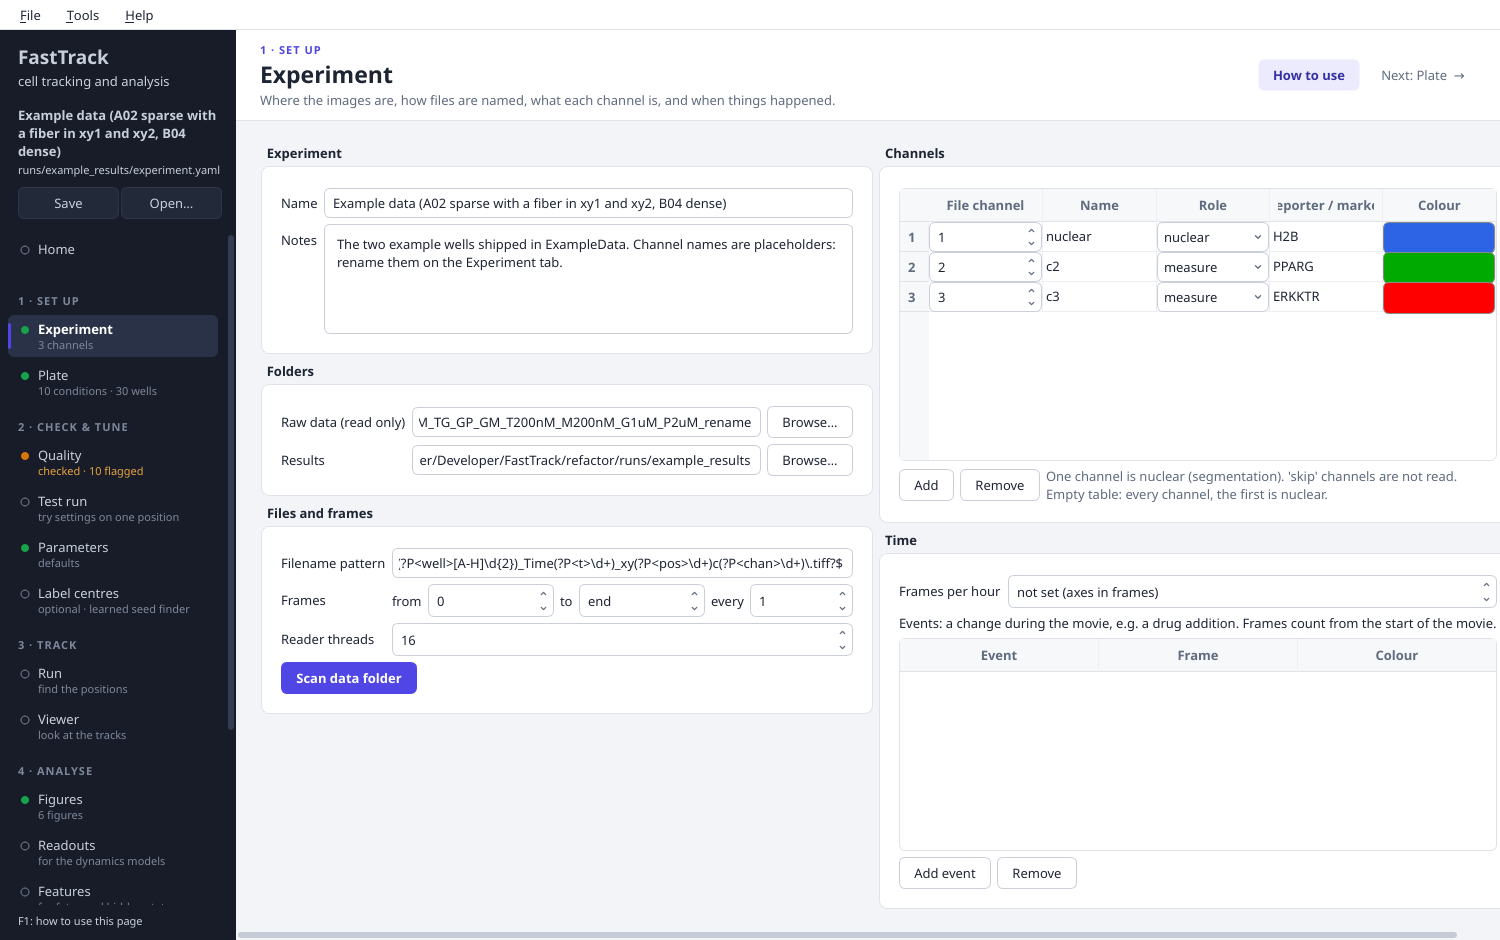 File Tools Help
FastTrack
cell tracking and analysis
Example data (A02 sparse with
a fiber in xy1 and xy2, B04
dense)
runs/example_results/experiment.yaml
Save Open...
Home
1 · SET UP
Experiment
3 channels
Plate
10 conditions · 30 wells
2 · CHECK & TUNE
Quality
checked · 10 flagged
Test run
try settings on one position
Parameters
defaults
Label centres
optional · learned seed finder
3 · TRACK
Run
find the positions
Viewer
look at the tracks
4 · ANALYSE
Figures
6 figures
Readouts
for the dynamics models
Features
F1: how to use this page
1 · SET UP
Experiment
Where the images are, how files are named, what each channel is, and when things happened.
How to use
Next: Plate →
Experiment
Name Example data (A02 sparse with a fiber in xy1 and xy2, B04 dense)
Notes The two example wells shipped in ExampleData. Channel names are placeholders:
rename them on the Experiment tab.
Folders
Raw data (read only) M_TG_GP_GM_T200nM_M200nM_G1uM_P2uM_rename Browse...
Results er/Developer/FastTrack/refactor/runs/example_results Browse...
Files and frames
Filename pattern ?P<well>[A-H]\d{2})_Time(?P<t>\d+)_xy(?P<pos>\d+)c(?P<chan>\d+)\.tiff?$
Frames from 0 to end every 1
Reader threads 16
Scan data folder
Channels
File channel Name Role eporter / marke Colour
1 1 nuclear nuclear H2B
2 2 c2 measure PPARG
3 3 c3 measure ERKKTR
Add Remove
One channel is nuclear (segmentation). 'skip' channels are not read.
Empty table: every channel, the first is nuclear.
Time
Frames per hour not set (axes in frames)
Events: a change during the movie, e.g. a drug addition. Frames count from the start of the movie.
Event Frame Colour
Add event Remove